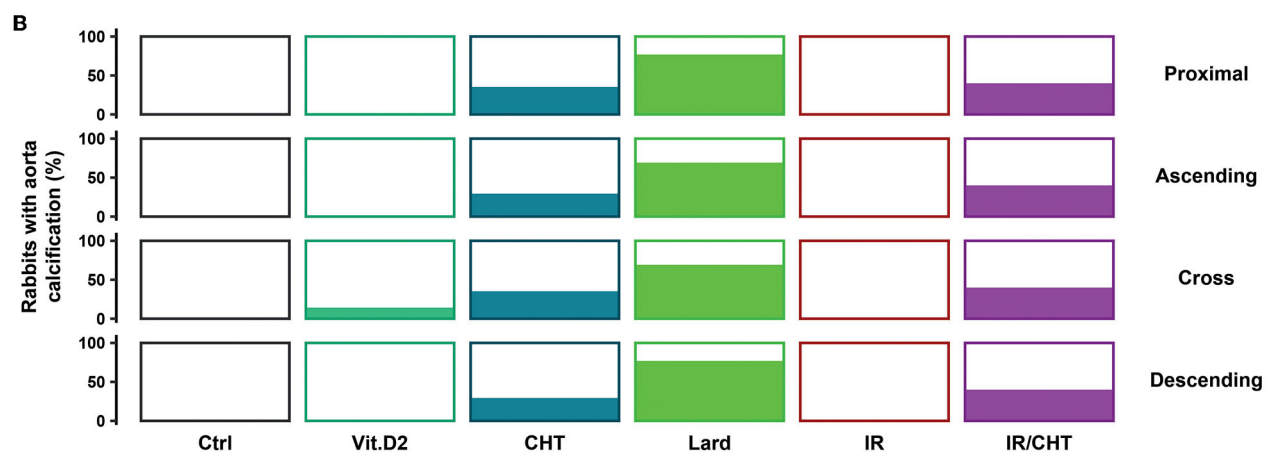 B
Rabbits with aorta
calcification (%)
100
50
0
Proximal
100
50
0
Ascending
100
50
0
Cross
100
50
0
Descending
Ctrl Vit.D2 CHT Lard IR IR/CHT